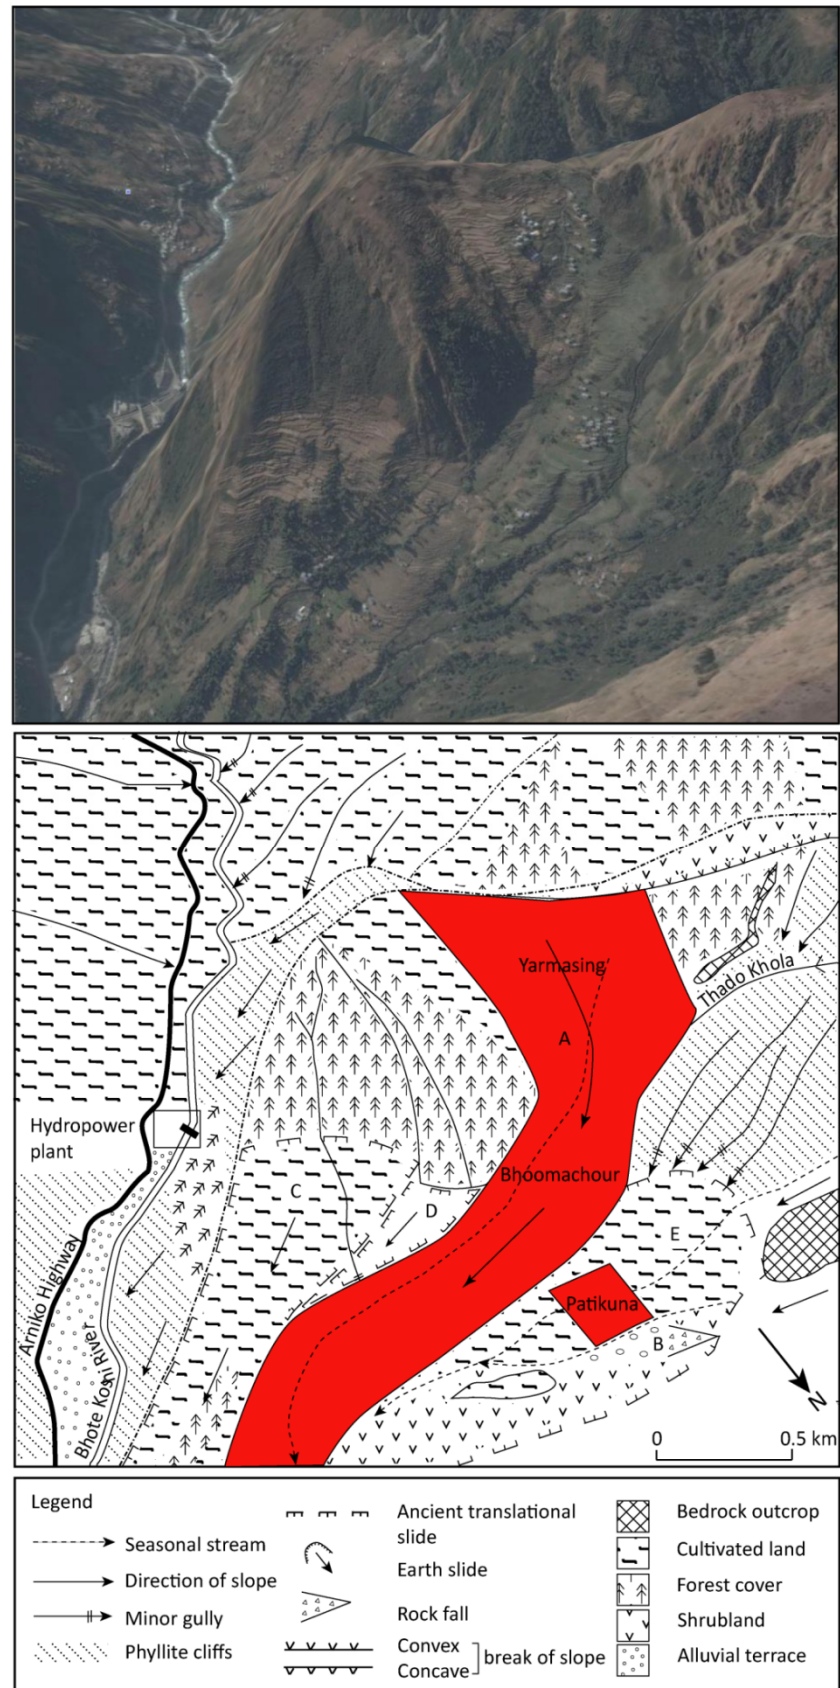 Yarmasing
Thado Khola
A
Hydropower
plant
Bhoomachour
C
D
E
Patikuna
B
Arniko Highway
Bhote Koshi River
N
0 0.5 km
Legend
Seasonal stream
Direction of slope
Minor gully
Phyllite cliffs
Ancient translational
slide
Earth slide
Rock fall
Convex
Concave
break of slope
Bedrock outcrop
Cultivated land
Forest cover
Shrubland
Alluvial terrace